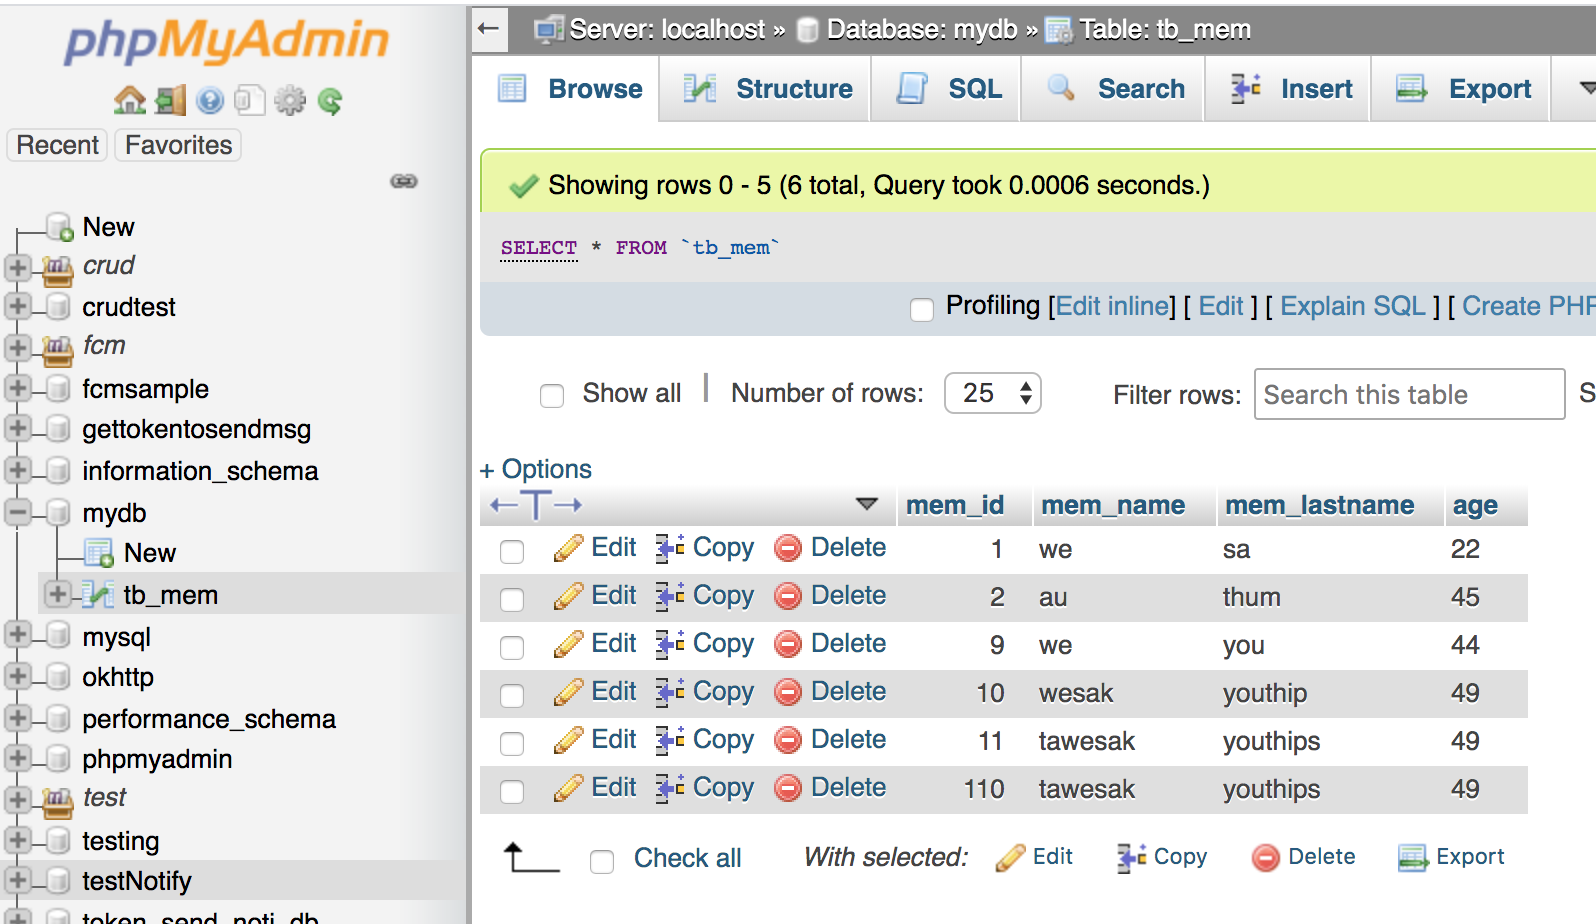 phpMyAdmin
Recent Favorites
New
crud
crudtest
fcm
fcmsample
gettokentosendmsg
information_schema
mydb
New
tb_mem
mysql
okhttp
performance_schema
phpmyadmin
test
testing
testNotify
token_send_noti_db
← Server: localhost » Database: mydb » Table: tb_mem
Browse Structure SQL Search Insert Export
Showing rows 0 - 5 (6 total, Query took 0.0006 seconds.)
SELECT * FROM `tb_mem`
Profiling [Edit inline] [ Edit ] [ Explain SQL ] [ Create PHP
Show all | Number of rows: 25 Filter rows: Search this table S
+ Options
←T→ mem_id mem_name mem_lastname age
Edit Copy Delete 1 we sa 22
Edit Copy Delete 2 au thum 45
Edit Copy Delete 9 we you 44
Edit Copy Delete 10 wesak youthip 49
Edit Copy Delete 11 tawesak youthips 49
Edit Copy Delete 110 tawesak youthips 49
Check all With selected: Edit Copy Delete Export